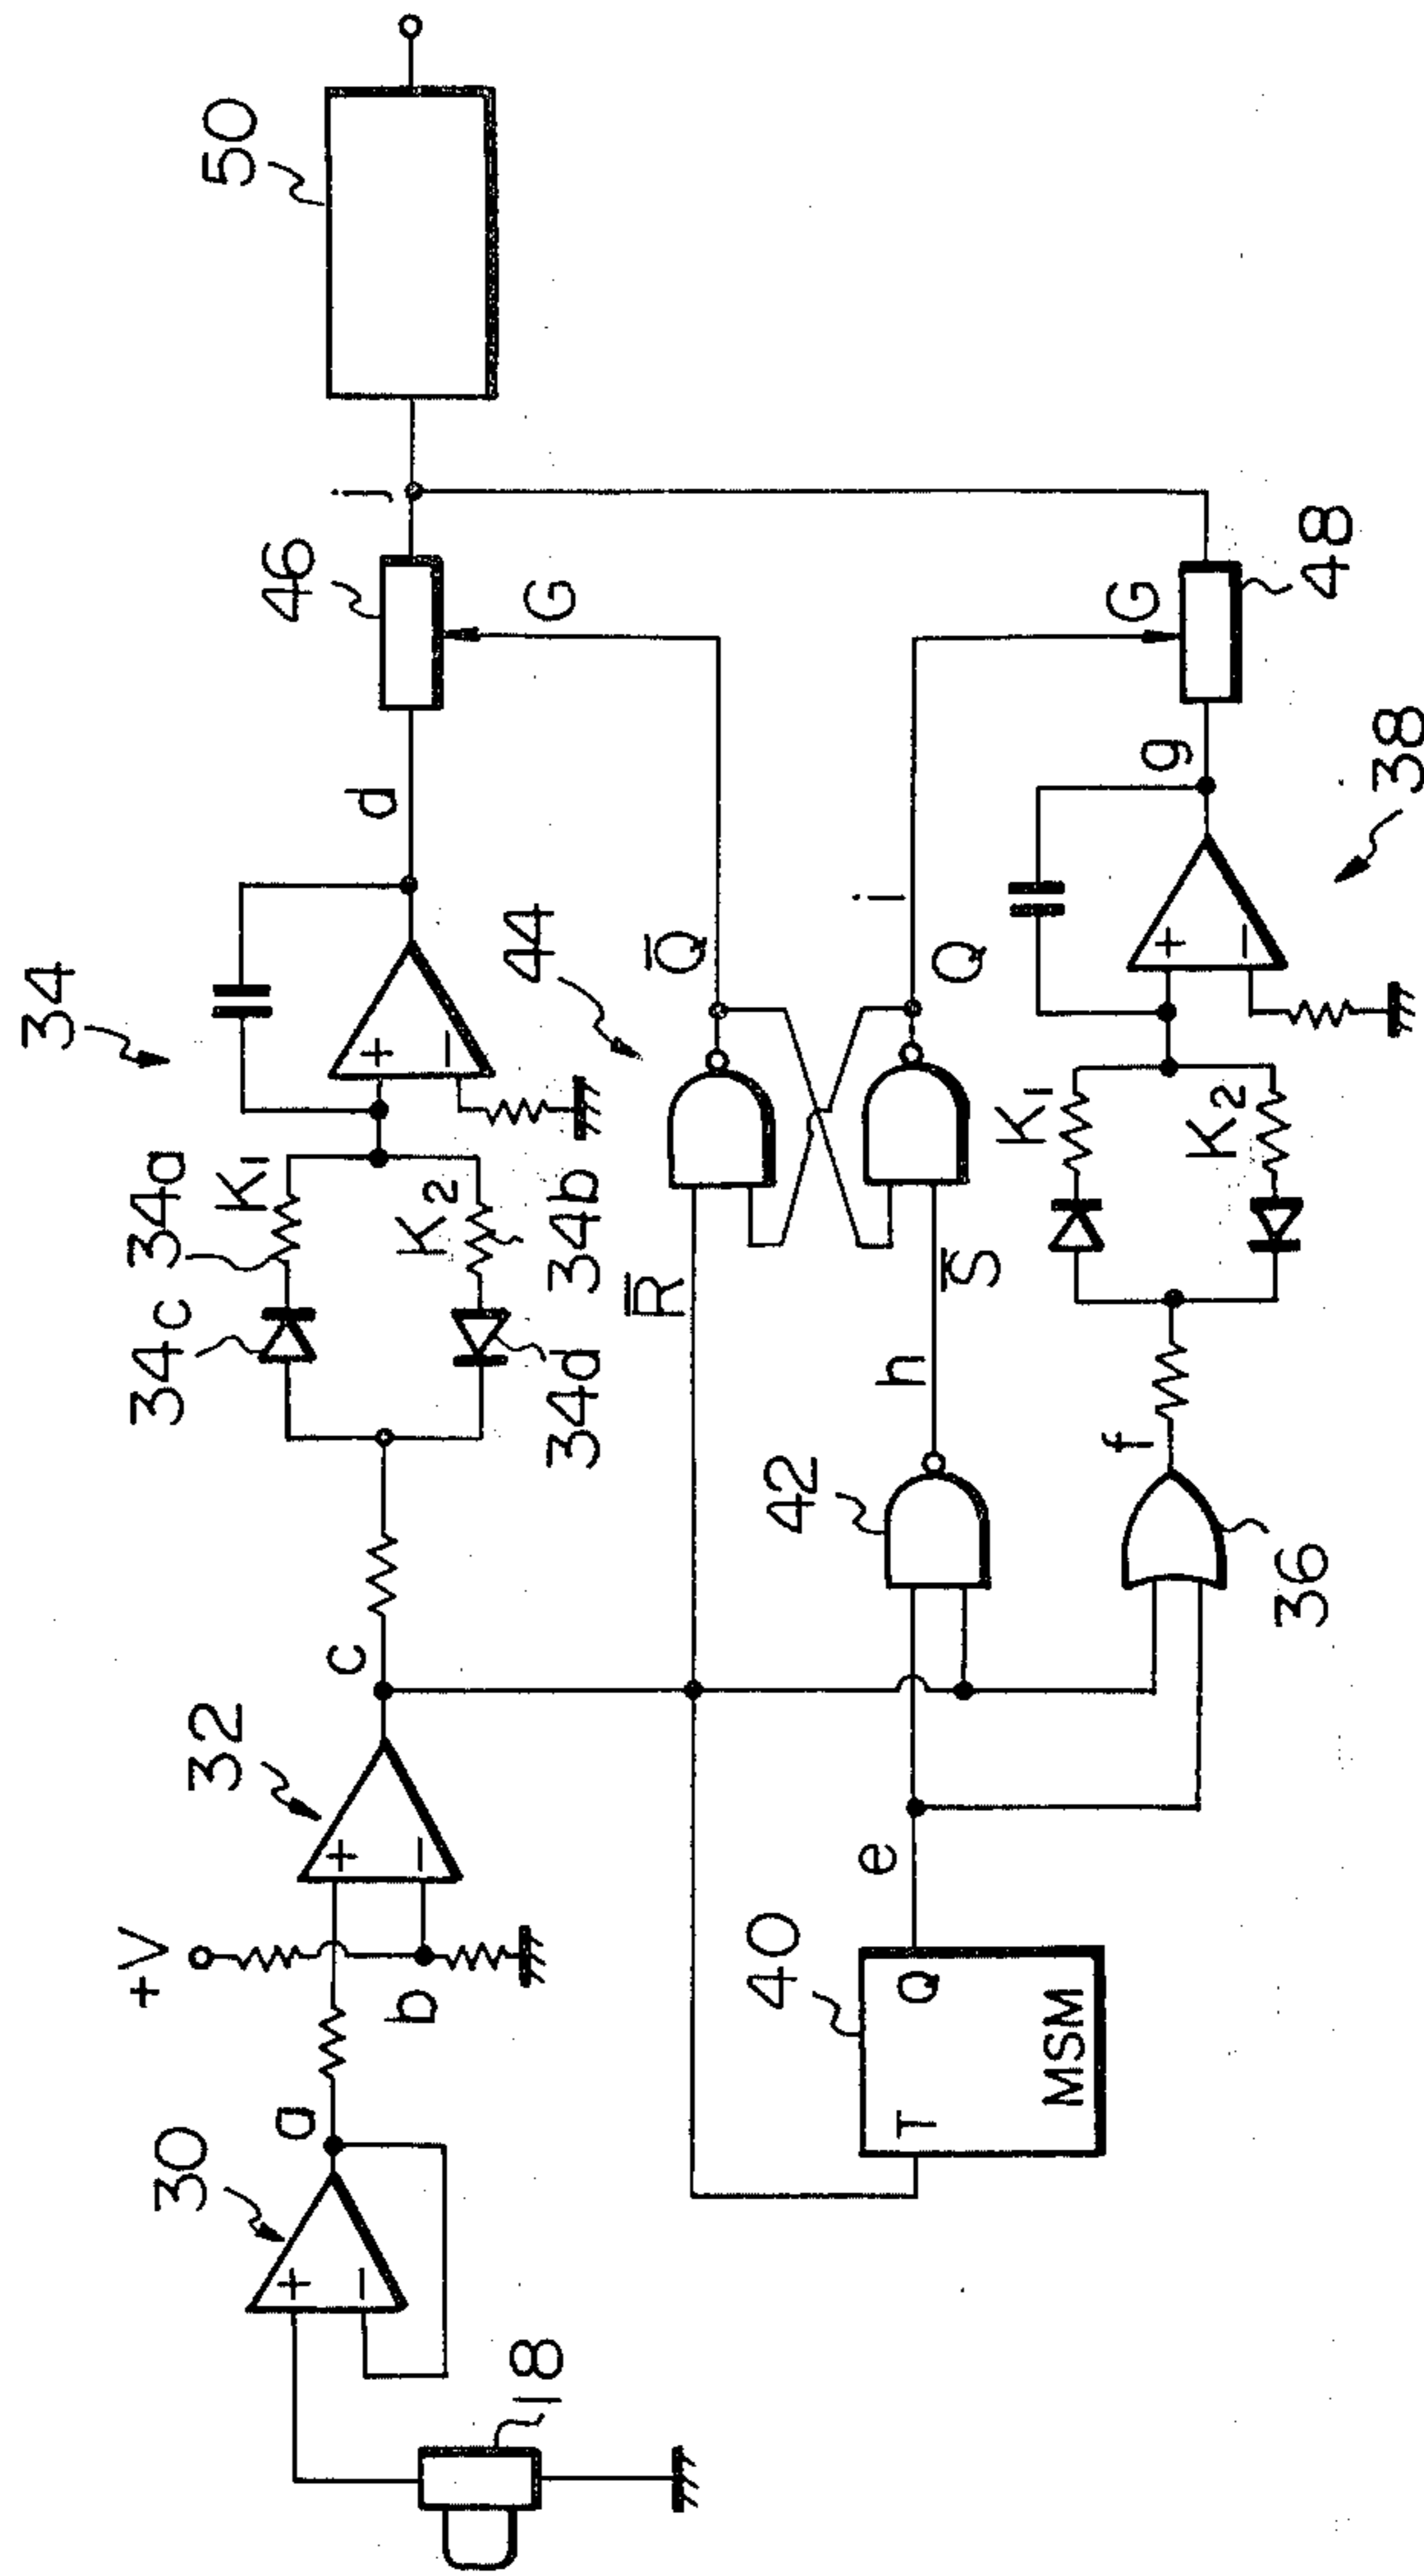 18
30
a
+V
b
+
−
32
+
−
c
34
34c
34a
K1
K2
34d
34b
+
−
d
46
G
j
50
40
T
Q
MSM
e
42
h
R̅
S̅
44
Q̅
Q
i
36
f
K1
K2
+
−
38
g
G
48